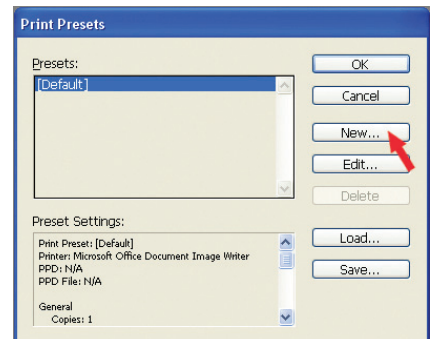 Print Presets
Presets:
[Default]
OK
Cancel
New...
Edit...
Delete
Preset Settings:
Print Preset: [Default]
Printer: Microsoft Office Document Image Writer
PPD: N/A
PPD File: N/A
General
Copies: 1
Load...
Save...